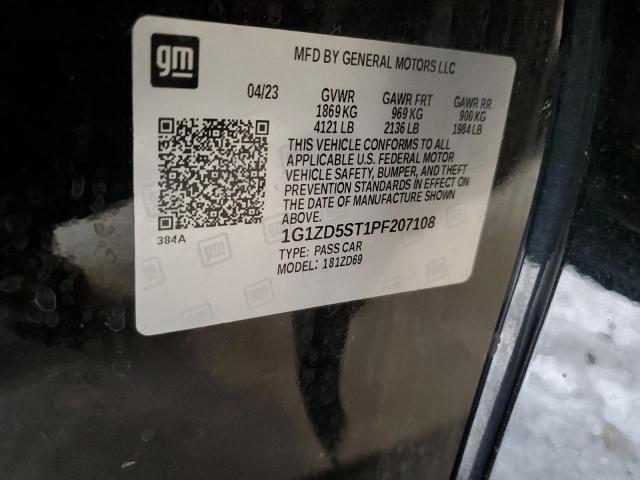 gm
MFD BY GENERAL MOTORS LLC
04/23 GVWR GAWR FRT GAWR RR
1869 KG 969 KG 900 KG
4121 LB 2136 LB 1984 LB
THIS VEHICLE CONFORMS TO ALL
APPLICABLE U.S. FEDERAL MOTOR
VEHICLE SAFETY, BUMPER, AND THEFT
PREVENTION STANDARDS IN EFFECT ON
THE DATE OF MANUFACTURE SHOWN
ABOVE.
384A
1G1ZD5ST1PF207108
TYPE: PASS CAR
MODEL: 181ZD69